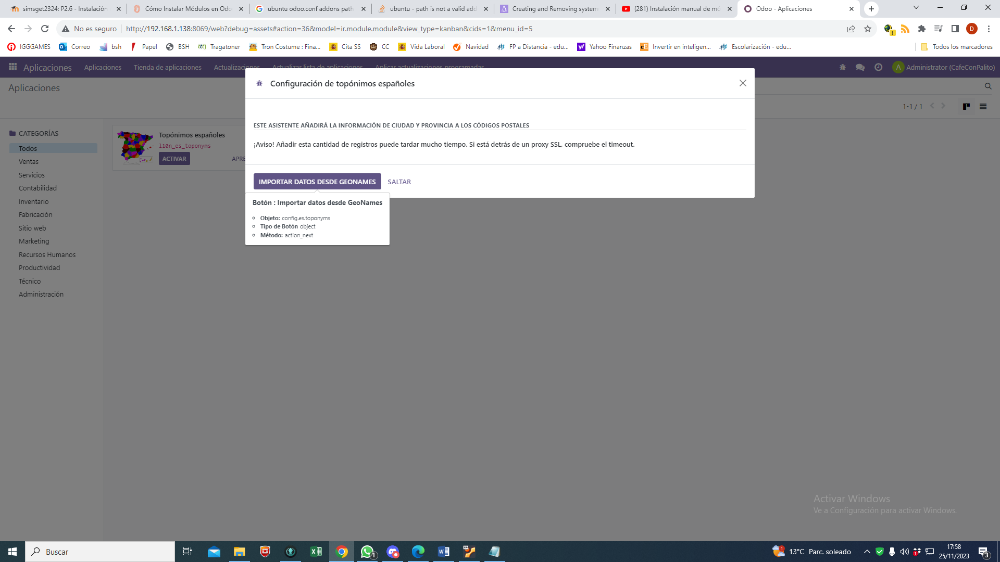 simsget2324: P2.6 - Instalación
Cómo Instalar Módulos en Odo
ubuntu odoo.conf addons path
ubuntu - path is not a valid add
Creating and Removing system
(281) Instalación manual de mó
Odoo - Aplicaciones
No es seguro
http://192.168.1.138:8069/web?debug=assets#action=36&model=ir.module.module&view_type=kanban&cids=1&menu_id=5
D
IGGGAMES
Correo
bsh
Papel
BSH
Tragatoner
Tron Costume : Fina...
Cita SS
CC
Vida Laboral
Navidad
FP a Distancia - edu...
Yahoo Finanzas
Invertir en inteligen...
Escolarización - edu...
Todos los marcadores
Aplicaciones
Aplicaciones
Tienda de aplicaciones
Actualizaciones
Actualizar lista de aplicaciones
Aplicar actualizaciones programadas
A
Administrator (CafeConPalito)
Aplicaciones
1-1 / 1
Configuración de topónimos españoles
ESTE ASISTENTE AÑADIRÁ LA INFORMACIÓN DE CIUDAD Y PROVINCIA A LOS CÓDIGOS POSTALES
¡Aviso! Añadir esta cantidad de registros puede tardar mucho tiempo. Si está detrás de un proxy SSL, compruebe el timeout.
IMPORTAR DATOS DESDE GEONAMES
SALTAR
Botón : Importar datos desde GeoNames
Objeto: config.es.toponyms
Tipo de Botón object
Método: action_next
CATEGORÍAS
Todos
Ventas
Servicios
Contabilidad
Inventario
Fabricación
Sitio web
Marketing
Recursos Humanos
Productividad
Técnico
Administración
Topónimos españoles
l10n_es_toponyms
ACTIVAR
APRE
Activar Windows
Ve a Configuración para activar Windows.
Buscar
1
1
13°C Parc. soleado
17:58
25/11/2023
3